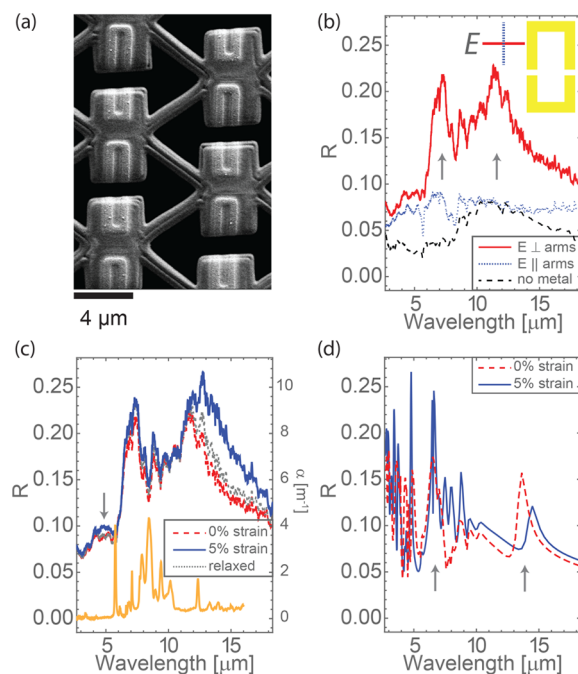 (a)
4 µm
(b)
E
0.25
0.20
0.15
0.10
0.05
0.00
R
E ⊥ arms
E || arms
no metal
5
10
15
Wavelength [µm]
(c)
0.25
0.20
0.15
0.10
0.05
0.00
R
10
8
6
4
2
0
α [m⁻¹]
0% strain
5% strain
relaxed
5
10
15
Wavelength [µm]
(d)
0% strain
5% strain
0.25
0.20
0.15
0.10
0.05
0.00
R
5
10
15
Wavelength [µm]